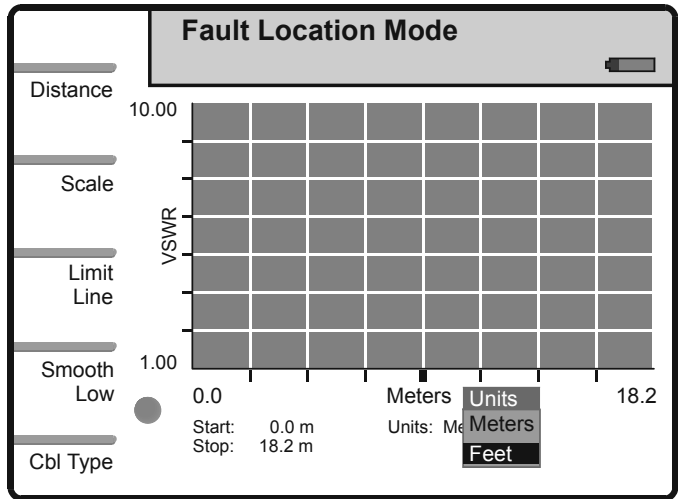 Fault Location Mode
Distance
Scale
Limit
Line
Smooth
Low
Cbl Type
10.00
VSWR
1.00
0.0
Meters
18.2
Start: 0.0 m
Stop: 18.2 m
Units: Me
Units
Meters
Feet